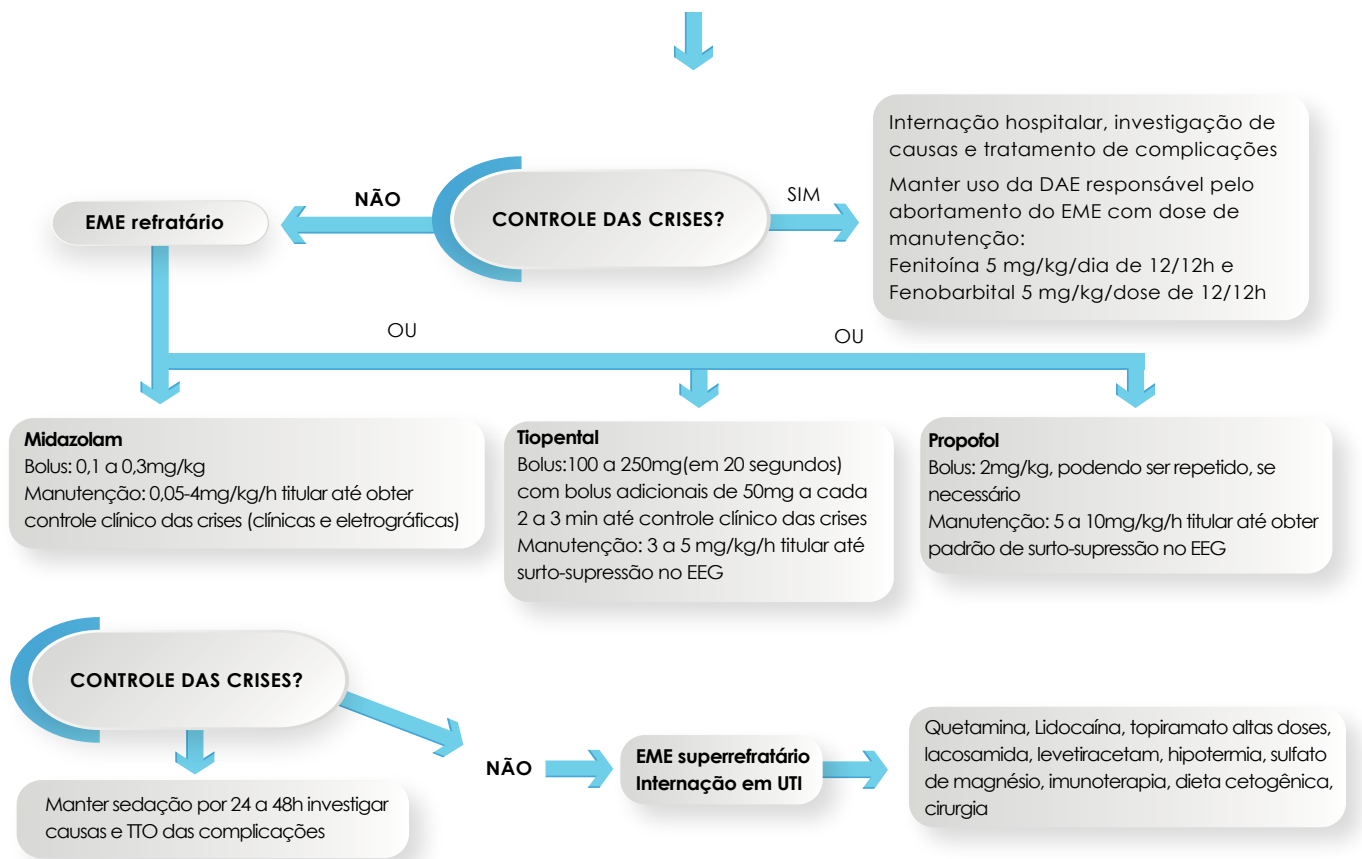 Internação hospitalar, investigação de
causas e tratamento de complicações
Manter uso da DAE responsável pelo
abortamento do EME com dose de
manutenção:
Fenitoína 5 mg/kg/dia de 12/12h e
Fenobarbital 5 mg/kg/dose de 12/12h
SIM
CONTROLE DAS CRISES?
NÃO
EME refratário
OU
OU
Midazolam
Bolus: 0,1 a 0,3mg/kg
Manutenção: 0,05-4mg/kg/h titular até obter
controle clínico das crises (clínicas e eletrográficas)
Tiopental
Bolus:100 a 250mg(em 20 segundos)
com bolus adicionais de 50mg a cada
2 a 3 min até controle clínico das crises
Manutenção: 3 a 5 mg/kg/h titular até
surto-supressão no EEG
Propofol
Bolus: 2mg/kg, podendo ser repetido, se
necessário
Manutenção: 5 a 10mg/kg/h titular até obter
padrão de surto-supressão no EEG
CONTROLE DAS CRISES?
Manter sedação por 24 a 48h investigar
causas e TTO das complicações
NÃO
EME superrefratário
Internação em UTI
Quetamina, Lidocaína, topiramato altas doses,
lacosamida, levetiracetam, hipotermia, sulfato
de magnésio, imunoterapia, dieta cetogênica,
cirurgia